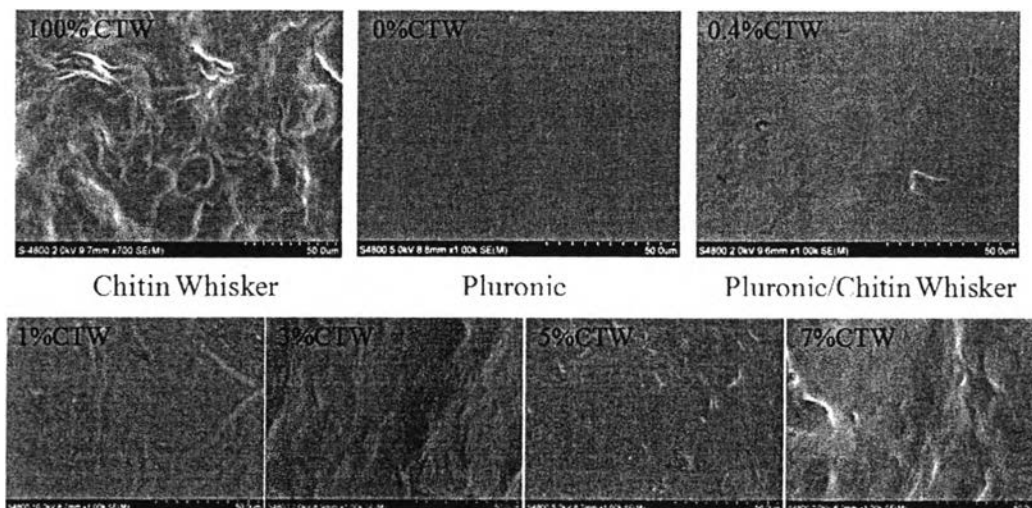 100% CTW
0%CTW
0.4%CTW
S-4800 2.0kV 9.7mm x700 SE(M) 50.0um
S4800 5.0kV 8.8mm x1.00k SE(M) 50.0um
S4800 2.0kV 9.6mm x1.00k SE(M) 50.0um
Chitin Whisker
Pluronic
Pluronic/Chitin Whisker
1%CTW
3%CTW
5%CTW
7%CTW